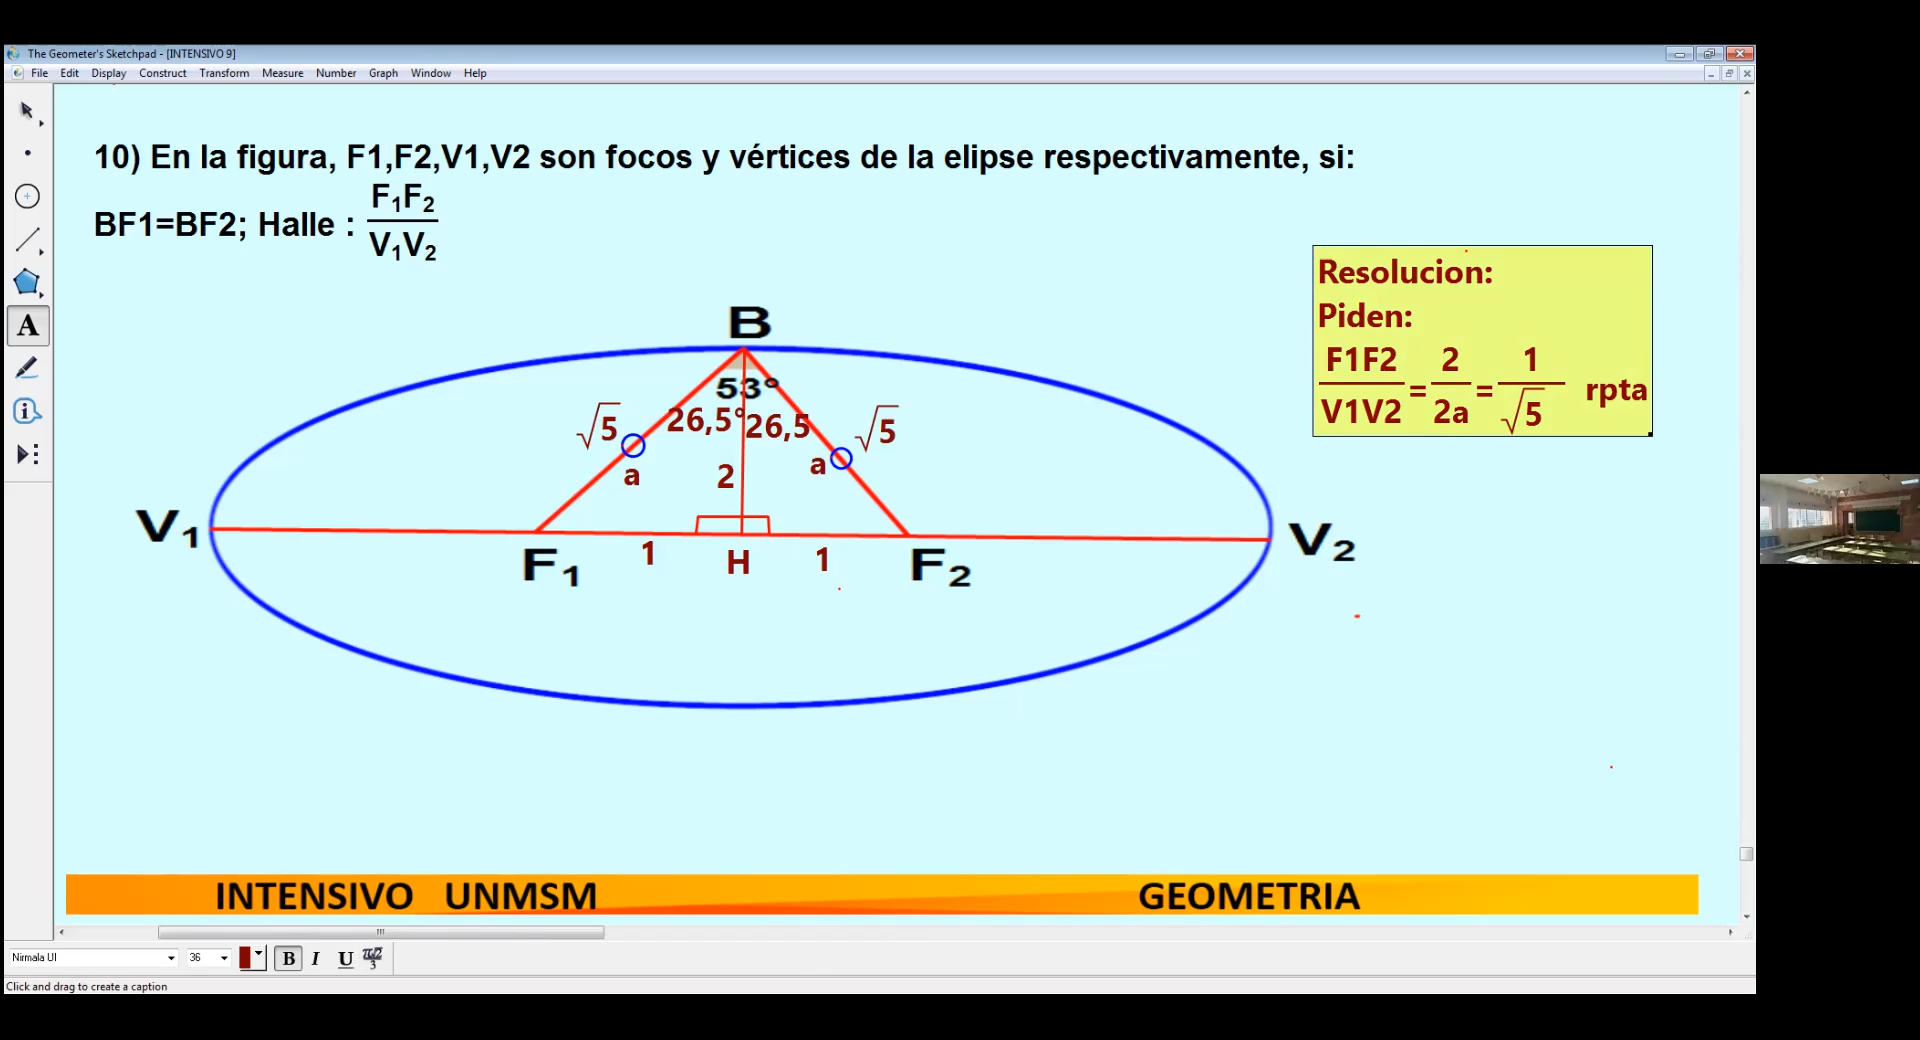 The Geometer's Sketchpad - [INTENSIVO 9]
File Edit Display Construct Transform Measure Number Graph Window Help
10) En la figura, F1,F2,V1,V2 son focos y vértices de la elipse respectivamente, si:
BF1=BF2; Halle : F₁F₂ / V₁V₂
Resolucion:
Piden:
F1F2 / V1V2 = 2 / 2a = 1 / √5 rpta
B
53°
26,5° 26,5
√5 √5
a 2 a
V₁ V₂
F₁ 1 H 1 F₂
INTENSIVO UNMSM GEOMETRIA
Nirmala UI 36 B I U π√2/3
Click and drag to create a caption